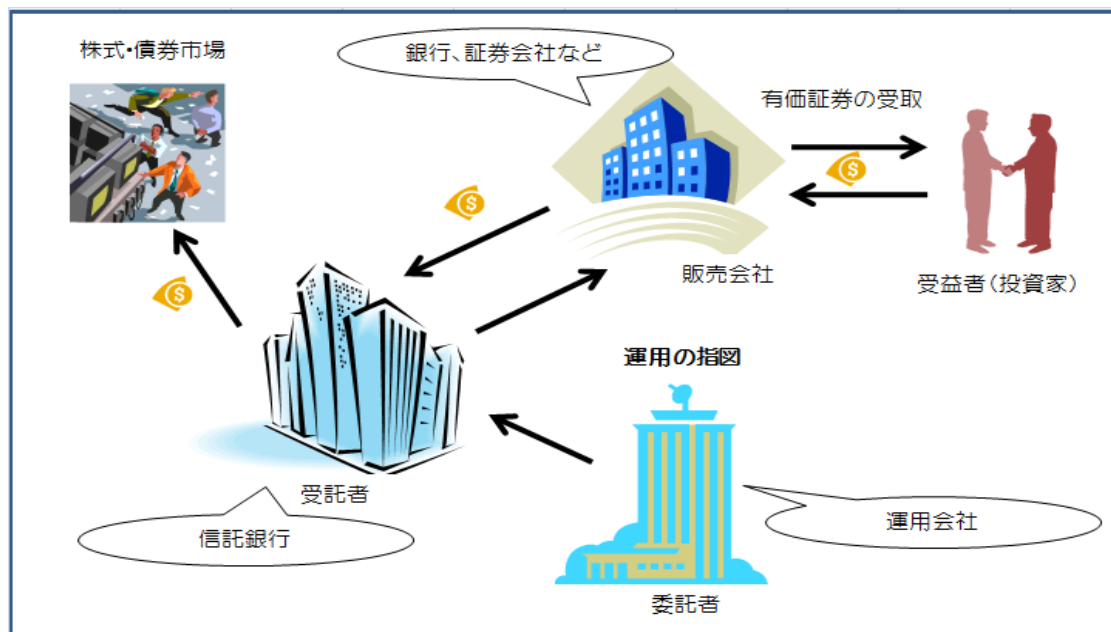 株式・債券市場
銀行、証券会社など
有価証券の受取
販売会社
受益者(投資家)
運用の指図
受託者
信託銀行
運用会社
委託者